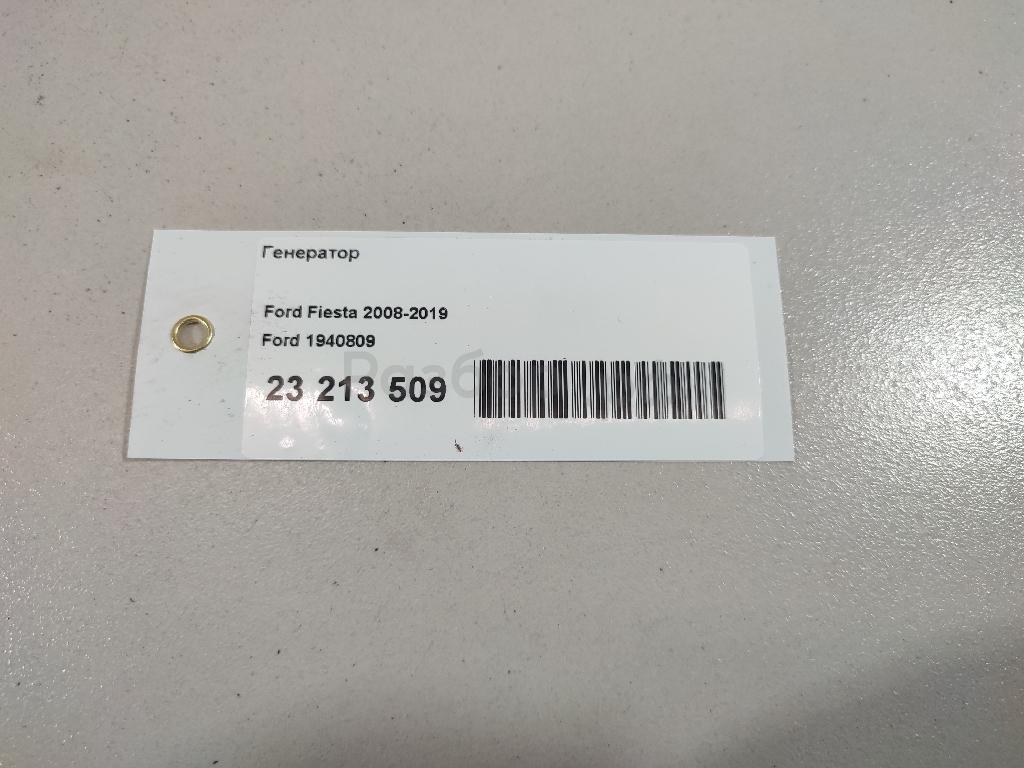 Генератор
Ford Fiesta 2008-2019
Ford 1940809
23 213 509